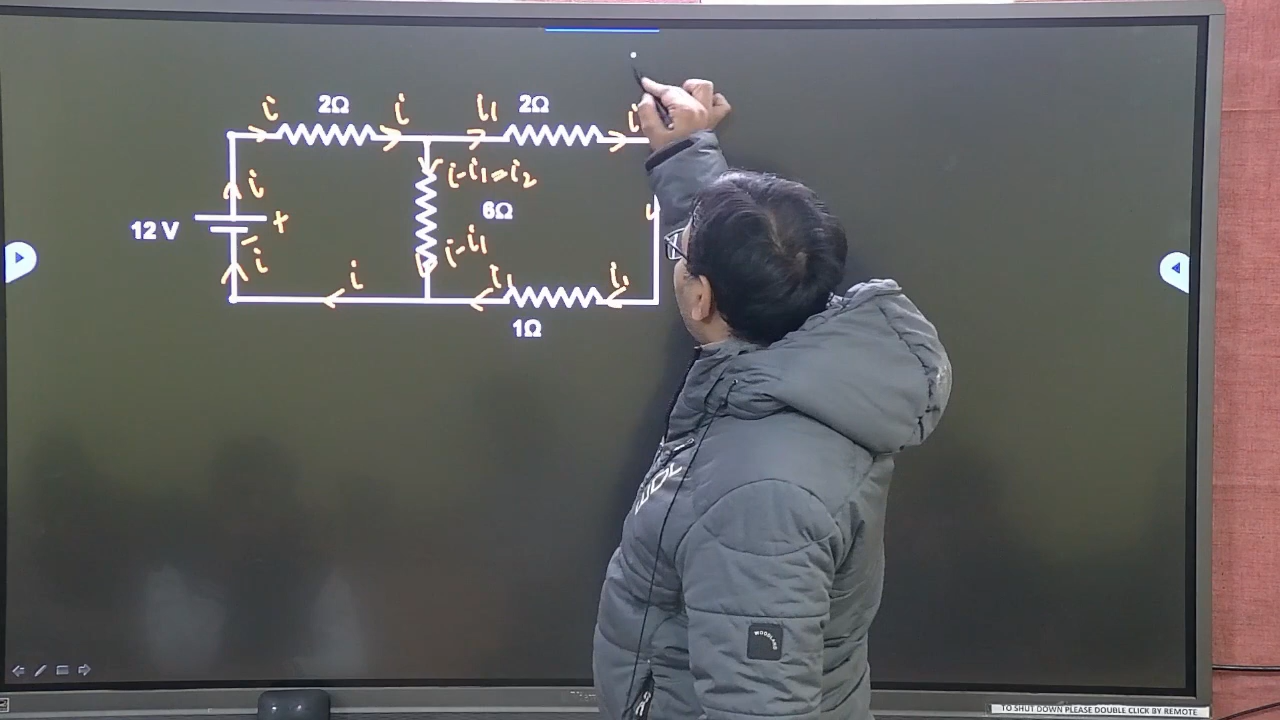 i 2Ω i i₁ 2Ω i
i-i₁=i₂
i
6Ω
12 V +
i-i₁
-
i i i₁ i₁
1Ω
WOODLAND
TO SHUT DOWN PLEASE DOUBLE CLICK BY REMOTE